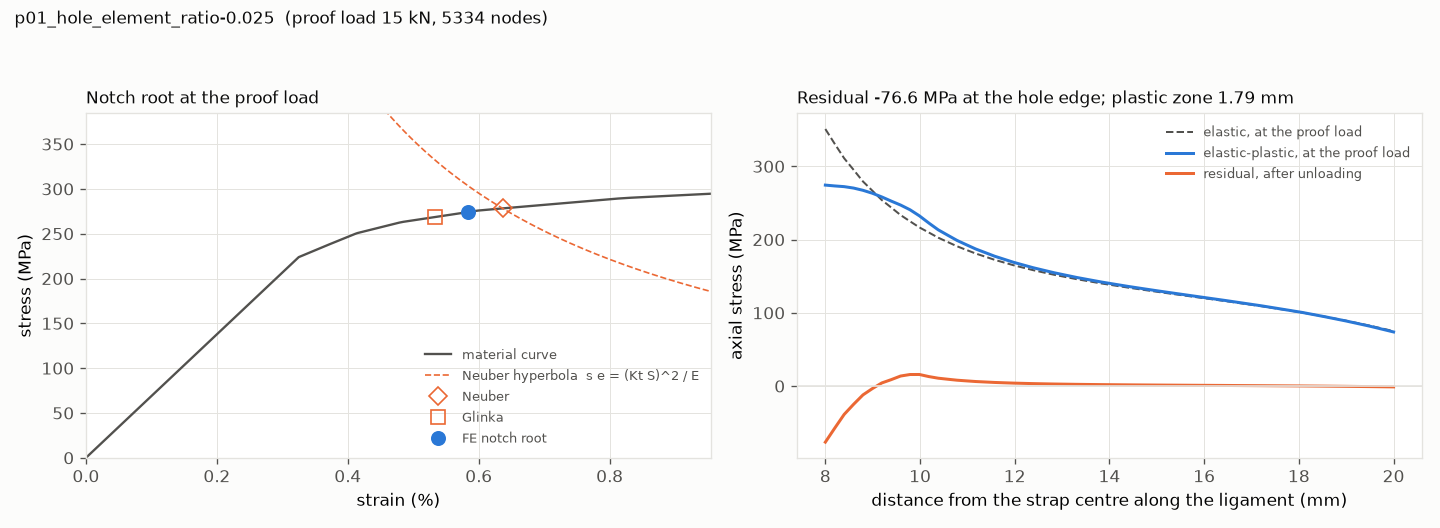 p01_hole_element_ratio-0.025  (proof load 15 kN, 5334 nodes)
Notch root at the proof load
stress (MPa)
350
300
250
200
150
100
50
0
0.0
0.2
0.4
0.6
0.8
strain (%)
material curve
Neuber hyperbola  s e = (Kt S)^2 / E
Neuber
Glinka
FE notch root
Residual -76.6 MPa at the hole edge; plastic zone 1.79 mm
axial stress (MPa)
300
200
100
0
8
10
12
14
16
18
20
distance from the strap centre along the ligament (mm)
elastic, at the proof load
elastic-plastic, at the proof load
residual, after unloading